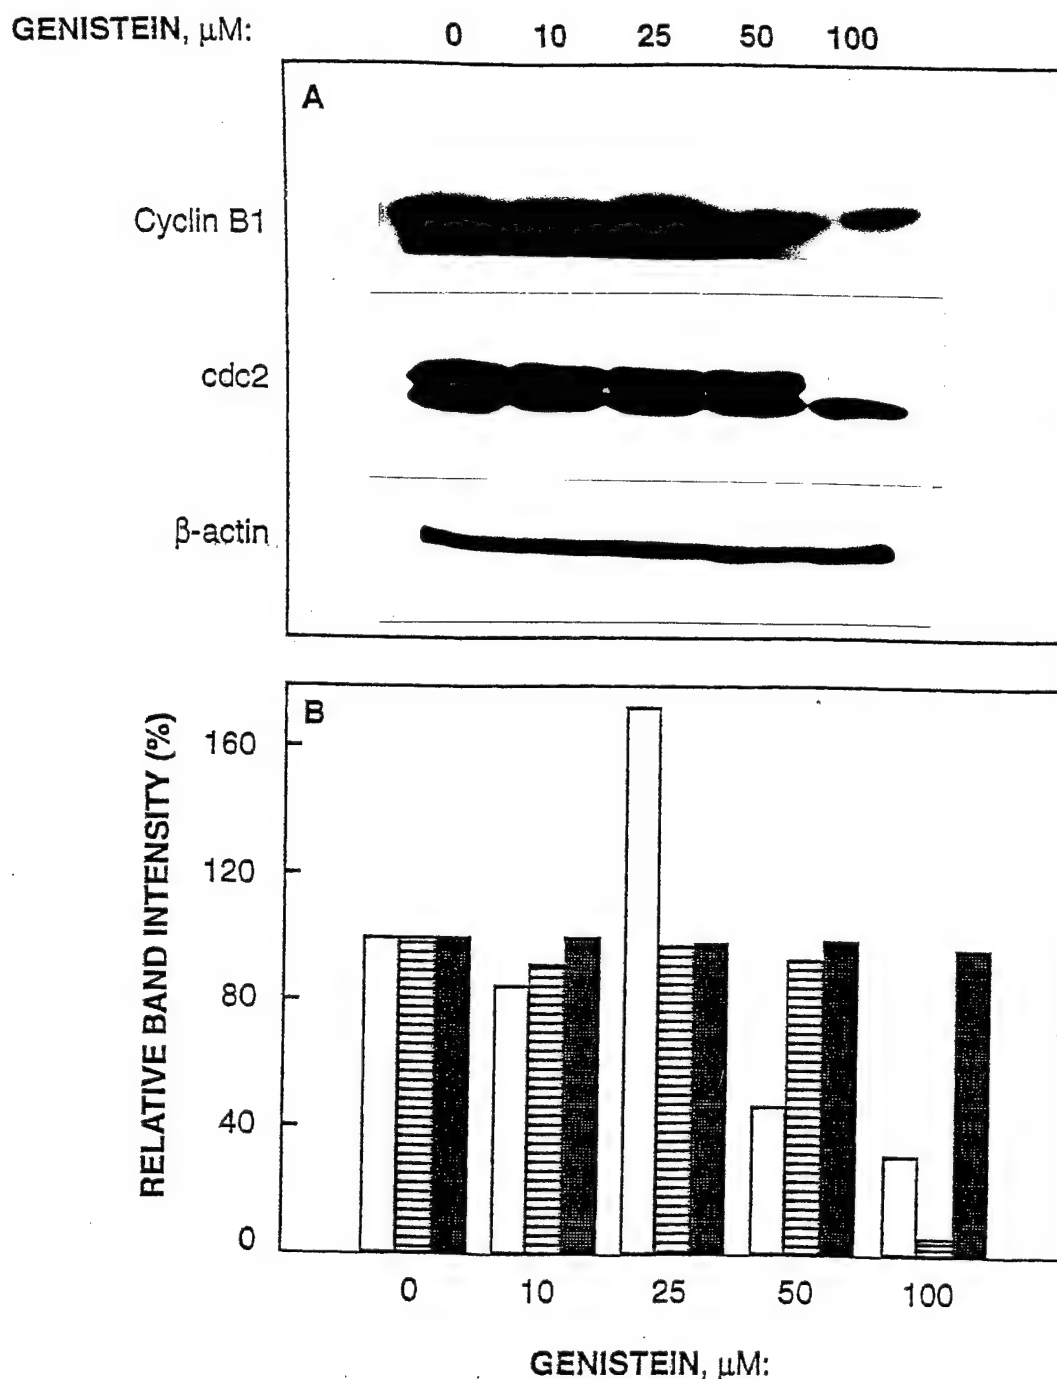 GENISTEIN, μM: 0 10 25 50 100
A
Cyclin B1
cdc2
β-actin
B
160
120
80
40
0
RELATIVE BAND INTENSITY (%)
0 10 25 50 100
GENISTEIN, μM: